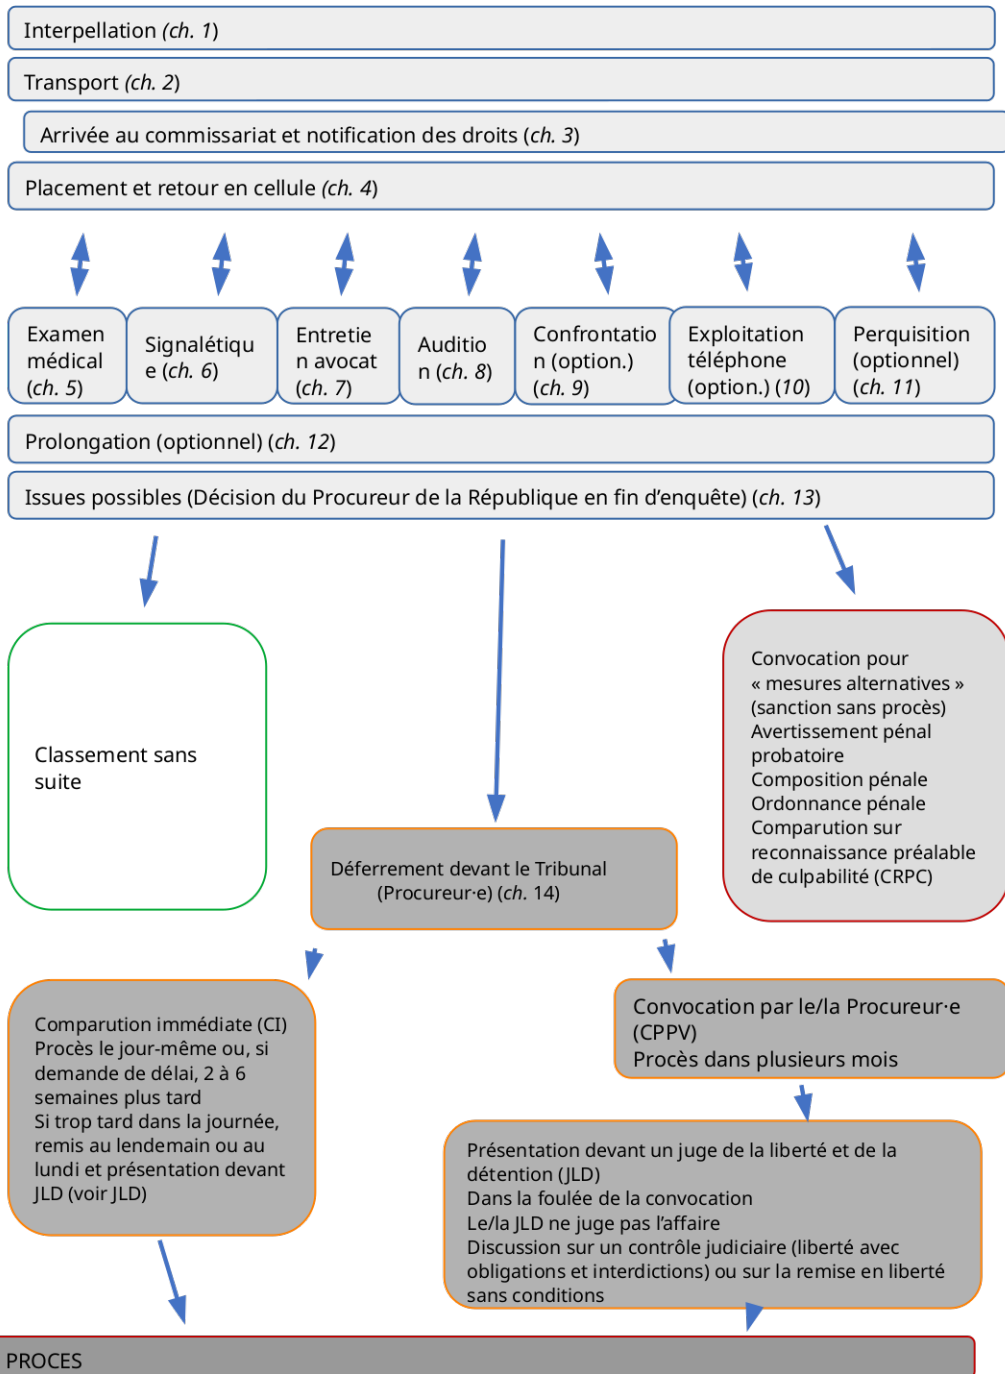 Interpellation (ch. 1)
Transport (ch. 2)
Arrivée au commissariat et notification des droits (ch. 3)
Placement et retour en cellule (ch. 4)
Examen
médical
(ch. 5)
Signalétiqu
e (ch. 6)
Entretie
n avocat
(ch. 7)
Auditio
n (ch. 8)
Confrontatio
n (option.)
(ch. 9)
Exploitation
téléphone
(option.) (10)
Perquisition
(optionnel)
(ch. 11)
Prolongation (optionnel) (ch. 12)
Issues possibles (Décision du Procureur de la République en fin d’enquête) (ch. 13)
Classement sans
suite
Convocation pour
« mesures alternatives »
(sanction sans procès)
Avertissement pénal
probatoire
Composition pénale
Ordonnance pénale
Comparution sur
reconnaissance préalable
de culpabilité (CRPC)
Déferrement devant le Tribunal
(Procureur·e) (ch. 14)
Comparution immédiate (CI)
Procès le jour-même ou, si
demande de délai, 2 à 6
semaines plus tard
Si trop tard dans la journée,
remis au lendemain ou au
lundi et présentation devant
JLD (voir JLD)
Convocation par le/la Procureur·e
(CPPV)
Procès dans plusieurs mois
Présentation devant un juge de la liberté et de la
détention (JLD)
Dans la foulée de la convocation
Le/la JLD ne juge pas l’affaire
Discussion sur un contrôle judiciaire (liberté avec
obligations et interdictions) ou sur la remise en liberté
sans conditions
PROCES